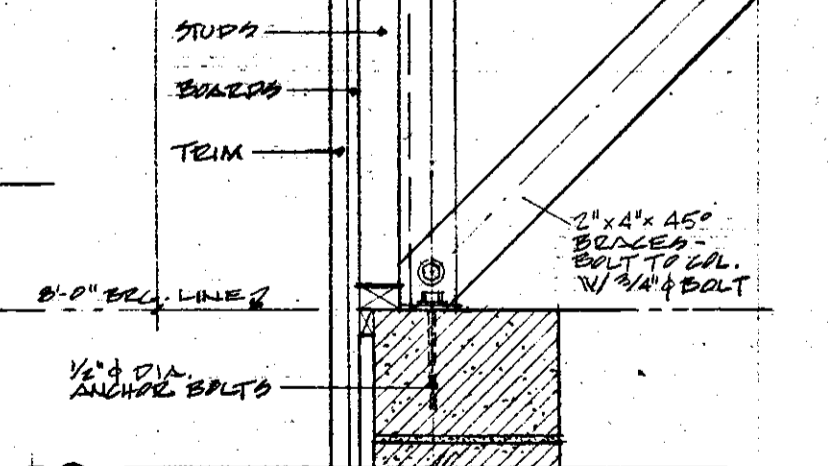 STUDS
BOARDS
TRIM
2"x4"x 45°
BRACES-
BOLT TO COL.
W/ 3/4"ϕ BOLT
8'-0" BRG. LINE
1/2"ϕ DIA.
ANCHOR BOLTS